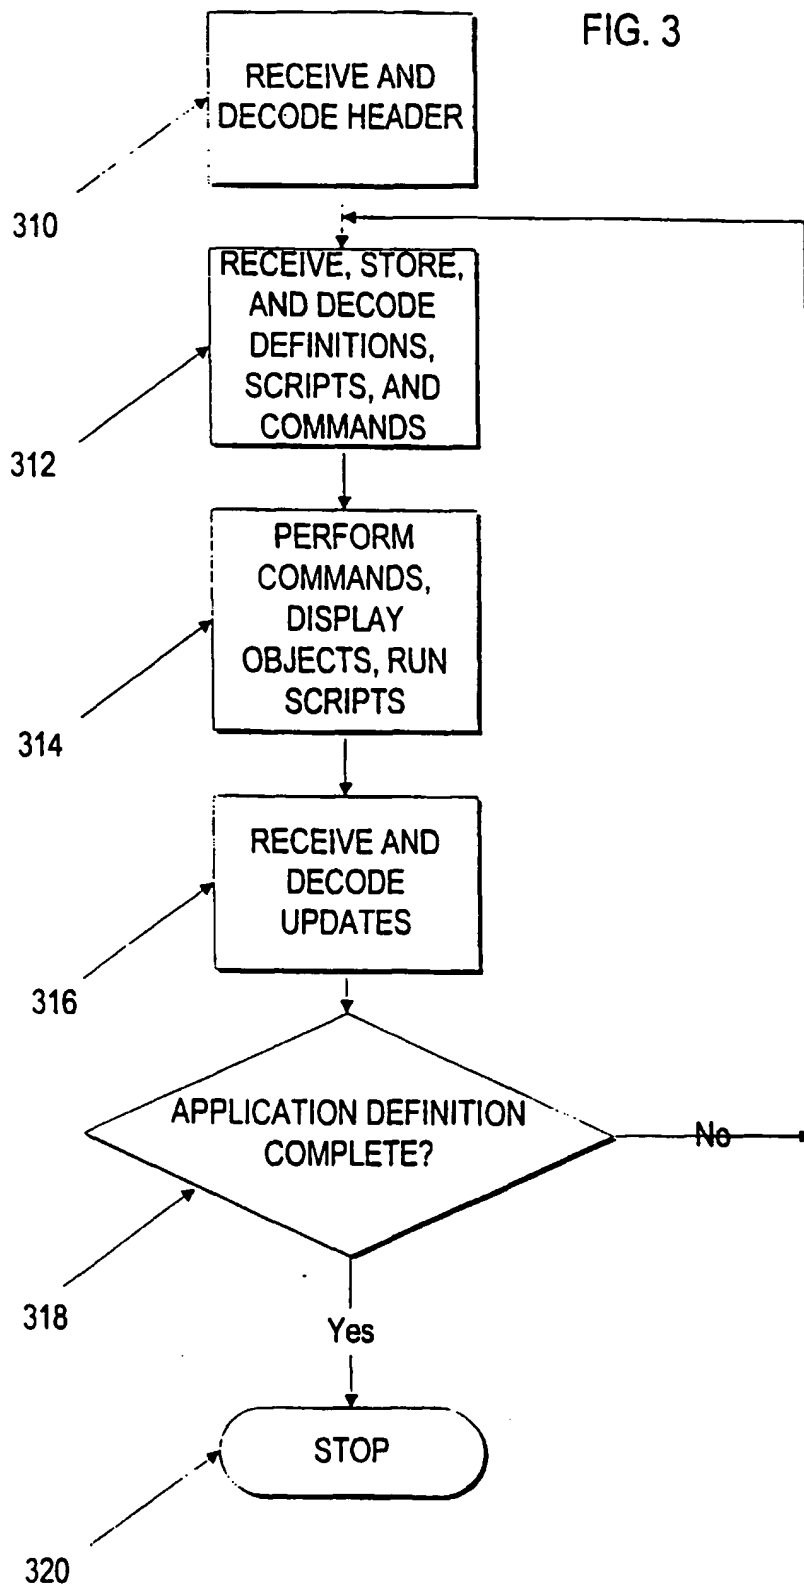 FIG. 3
RECEIVE AND
DECODE HEADER
310
RECEIVE, STORE,
AND DECODE
DEFINITIONS,
SCRIPTS, AND
COMMANDS
312
PERFORM
COMMANDS,
DISPLAY
OBJECTS, RUN
SCRIPTS
314
RECEIVE AND
DECODE
UPDATES
316
APPLICATION DEFINITION
COMPLETE?
No
318
Yes
STOP
320